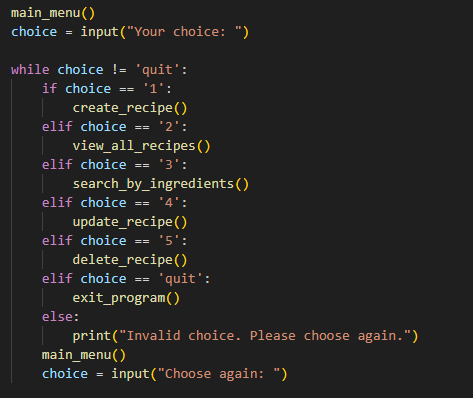 main_menu()
choice = input("Your choice: ")
while choice != 'quit':
    if choice == '1':
        create_recipe()
    elif choice == '2':
        view_all_recipes()
    elif choice == '3':
        search_by_ingredients()
    elif choice == '4':
        update_recipe()
    elif choice == '5':
        delete_recipe()
    elif choice == 'quit':
        exit_program()
    else:
        print("Invalid choice. Please choose again.")
    main_menu()
    choice = input("Choose again: ")